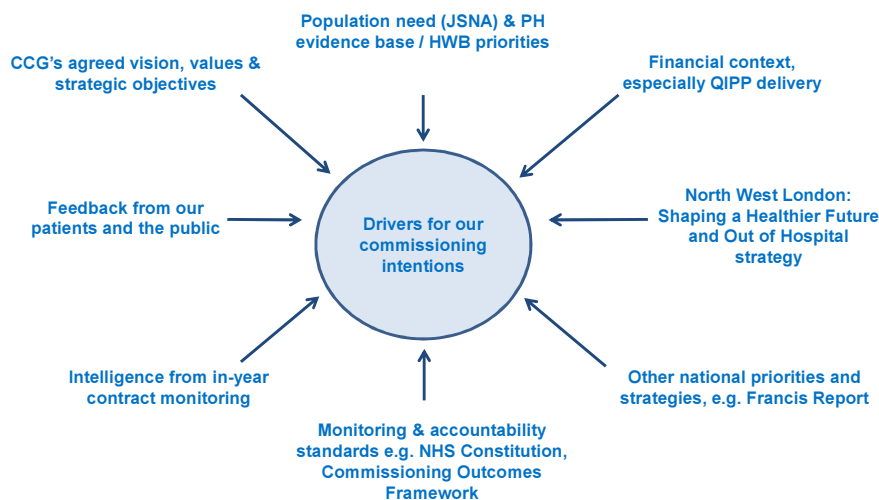 Population need (JSNA) & PH
evidence base / HWB priorities
CCG's agreed vision, values &
strategic objectives
Financial context,
especially QIPP delivery
Feedback from our
patients and the public
Drivers for our
commissioning
intentions
North West London:
Shaping a Healthier Future
and Out of Hospital
strategy
Intelligence from in-year
contract monitoring
Other national priorities and
strategies, e.g. Francis Report
Monitoring & accountability
standards e.g. NHS Constitution,
Commissioning Outcomes
Framework